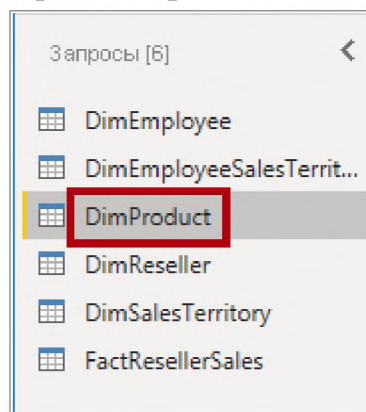 Запросы [6]
DimEmployee
DimEmployeeSalesTerrit...
DimProduct
DimReseller
DimSalesTerritory
FactResellerSales